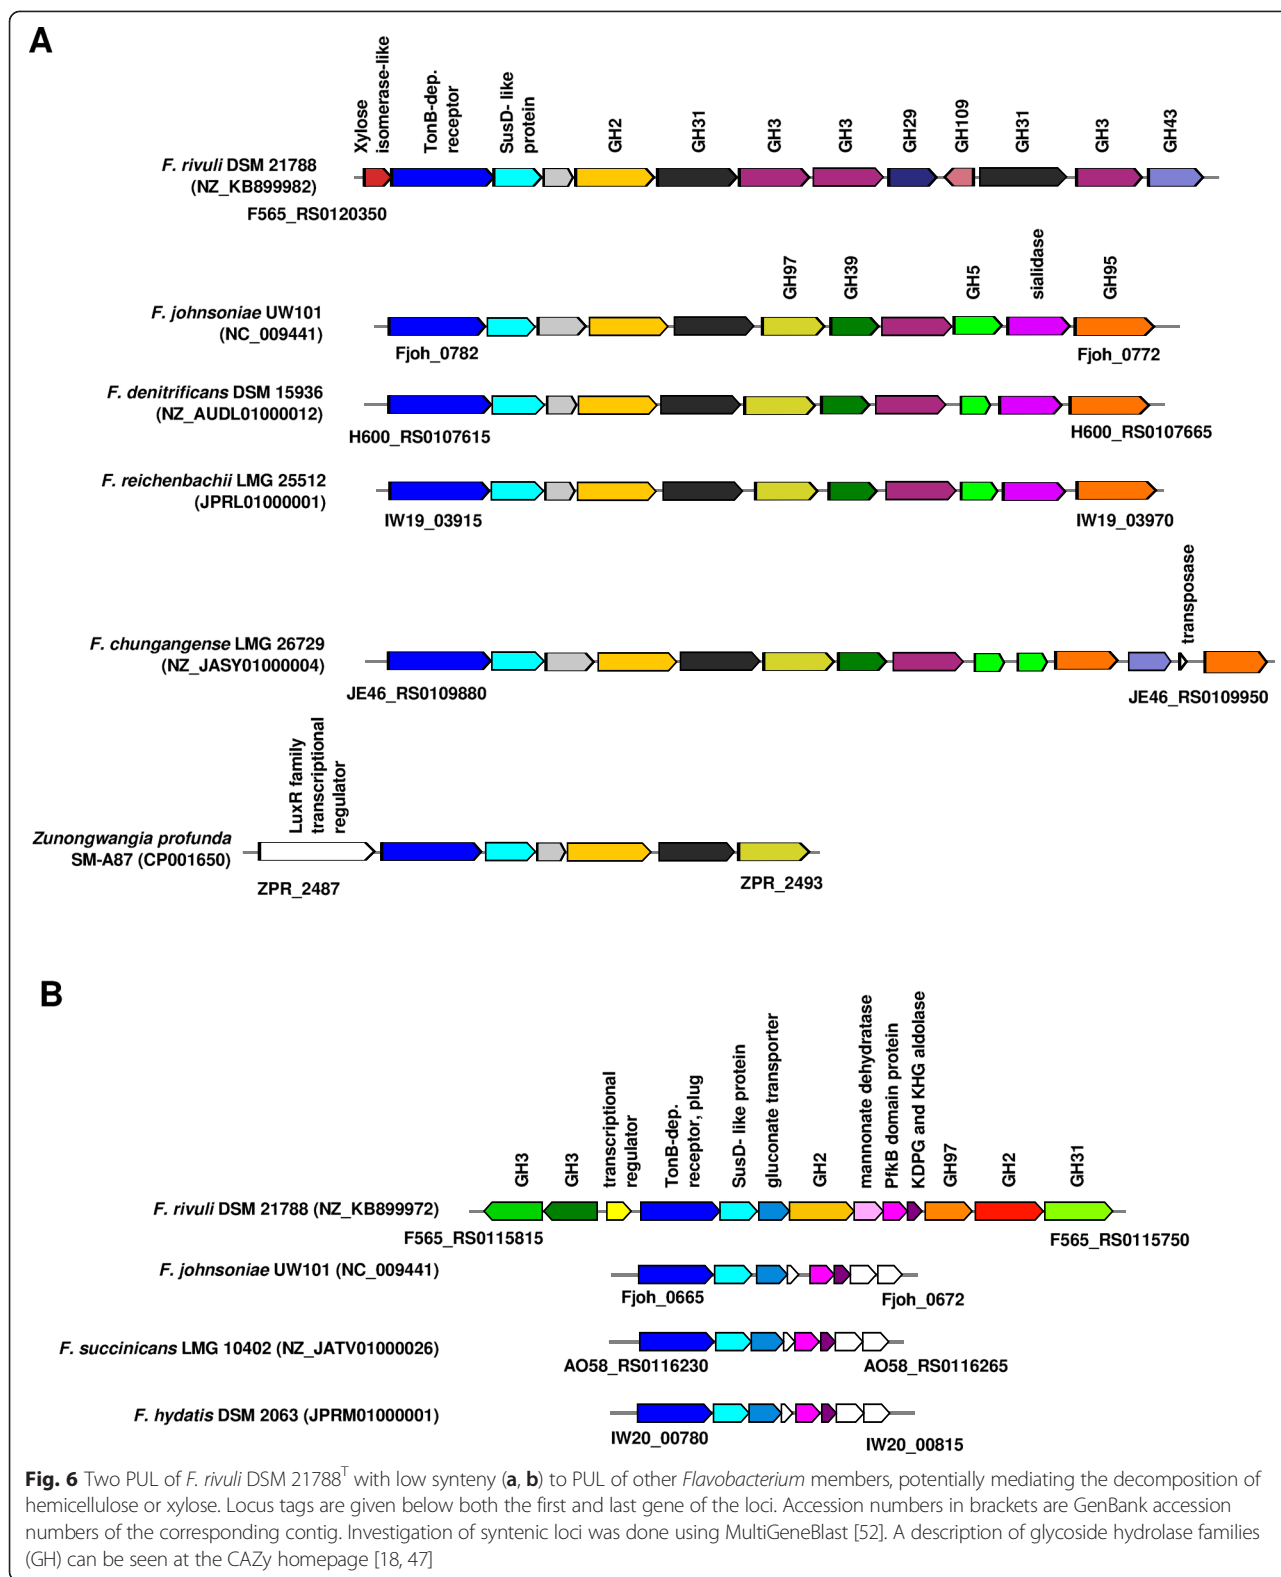 A
Xylose
isomerase-like
TonB-dep.
receptor
SusD- like
protein
GH2
GH31
GH3
GH3
GH29
GH109
GH31
GH3
GH43
F. rivuli DSM 21788
(NZ_KB899982)
F565_RS0120350
GH97
GH39
GH5
sialidase
GH95
F. johnsoniae UW101
(NC_009441)
Fjoh_0782
Fjoh_0772
F. denitrificans DSM 15936
(NZ_AUDL01000012)
H600_RS0107615
H600_RS0107665
F. reichenbachii LMG 25512
(JPRL01000001)
IW19_03915
IW19_03970
transposase
F. chungangense LMG 26729
(NZ_JASY01000004)
JE46_RS0109880
JE46_RS0109950
LuxR family
transcriptional
regulator
Zunongwangia profunda
SM-A87 (CP001650)
ZPR_2487
ZPR_2493
B
GH3
GH3
transcriptional
regulator
TonB-dep.
receptor, plug
SusD- like protein
gluconate transporter
GH2
mannonate dehydratase
PfkB domain protein
KDPG and KHG aldolase
GH97
GH2
GH31
F. rivuli DSM 21788 (NZ_KB899972)
F565_RS0115815
F565_RS0115750
F. johnsoniae UW101 (NC_009441)
Fjoh_0665
Fjoh_0672
F. succinicans LMG 10402 (NZ_JATV01000026)
AO58_RS0116230
AO58_RS0116265
F. hydatis DSM 2063 (JPRM01000001)
IW20_00780
IW20_00815
Fig. 6 Two PUL of F. rivuli DSM 21788T with low synteny (a, b) to PUL of other Flavobacterium members, potentially mediating the decomposition of
hemicellulose or xylose. Locus tags are given below both the first and last gene of the loci. Accession numbers in brackets are GenBank accession
numbers of the corresponding contig. Investigation of syntenic loci was done using MultiGeneBlast [52]. A description of glycoside hydrolase families
(GH) can be seen at the CAZy homepage [18, 47]